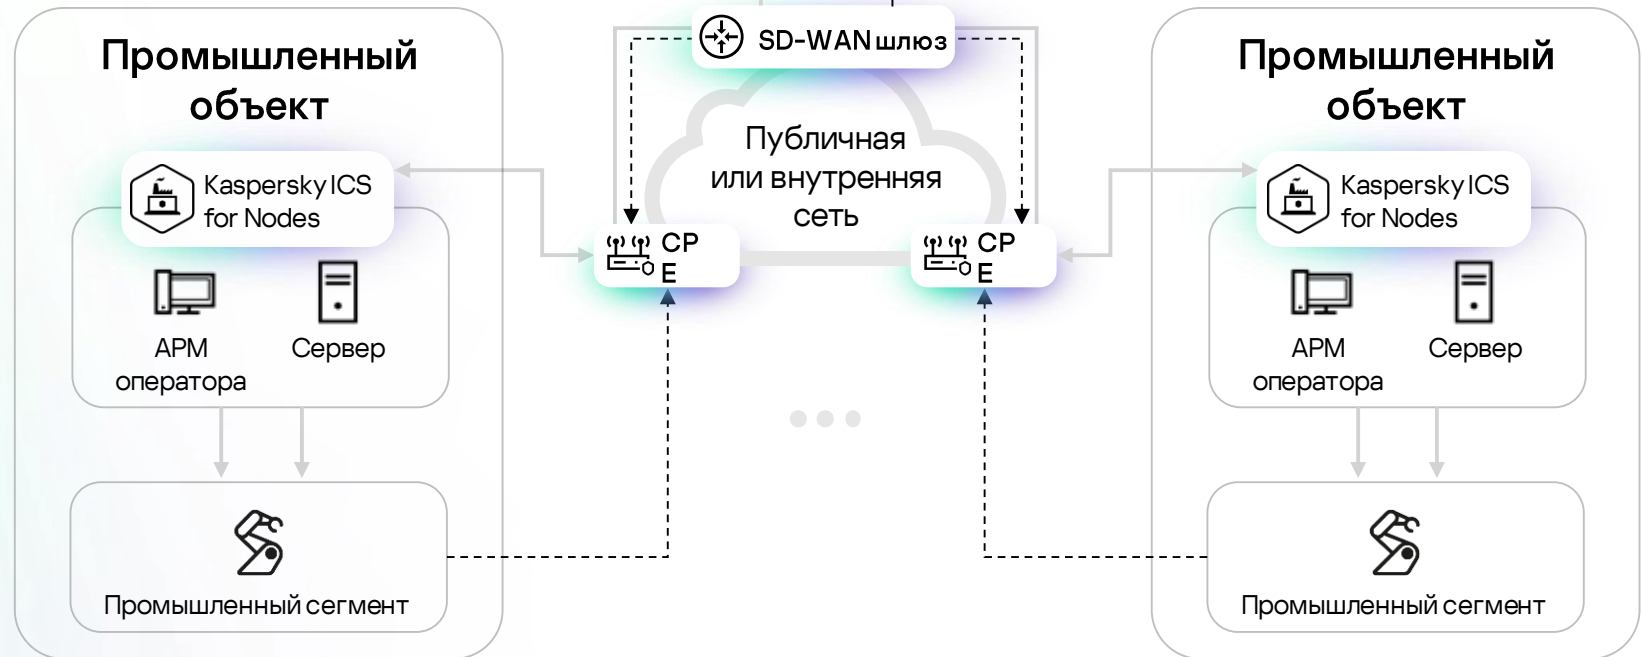 Промышленный
объект
Kaspersky ICS
for Nodes
АРМ
оператора
Сервер
Промышленный сегмент
SD-WAN шлюз
Публичная
или внутренняя
сеть
CP
E
CP
E
Промышленный
объект
Kaspersky ICS
for Nodes
АРМ
оператора
Сервер
Промышленный сегмент